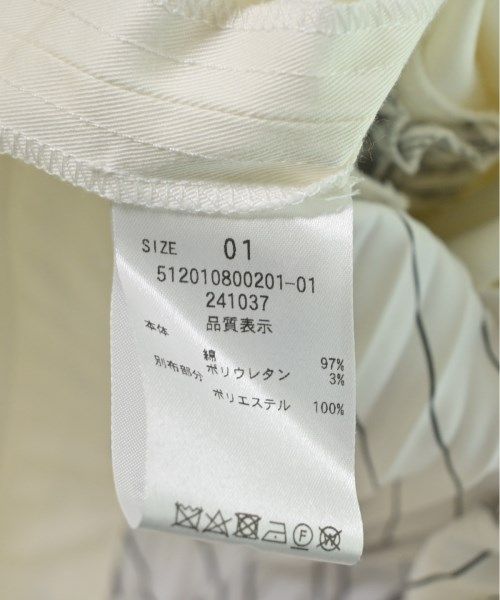 SIZE 01
512010800201-01
241037
品質表示
本体
綿 97%
ポリウレタン 3%
別布部分
ポリエステル 100%
F
W